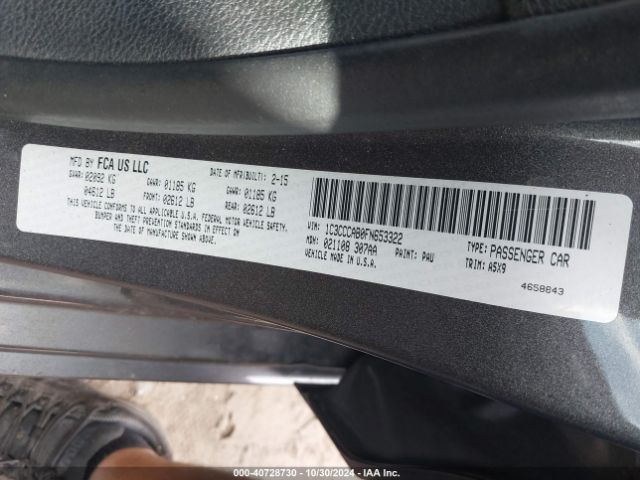 MFD BY FCA US LLC DATE OF MFR(BUILT): 2-15
GVWR: 02092 KG GAWR: 01185 KG GAWR: 01185 KG
04612 LB FRONT: 02612 LB REAR: 02612 LB
THIS VEHICLE CONFORMS TO ALL APPLICABLE U.S.A. FEDERAL MOTOR VEHICLE SAFETY,
BUMPER AND THEFT PREVENTION STANDARDS IN EFFECT ON
THE DATE OF MANUFACTURE SHOWN ABOVE.
VIN: 1C3CCCAB0FN653322 TYPE: PASSENGER CAR
MDH: 021108 307AA PAINT: PAU TRIM: A5X9
VEHICLE MADE IN U.S.A.
4658843
000-40728730 - 10/30/2024 - IAA Inc.